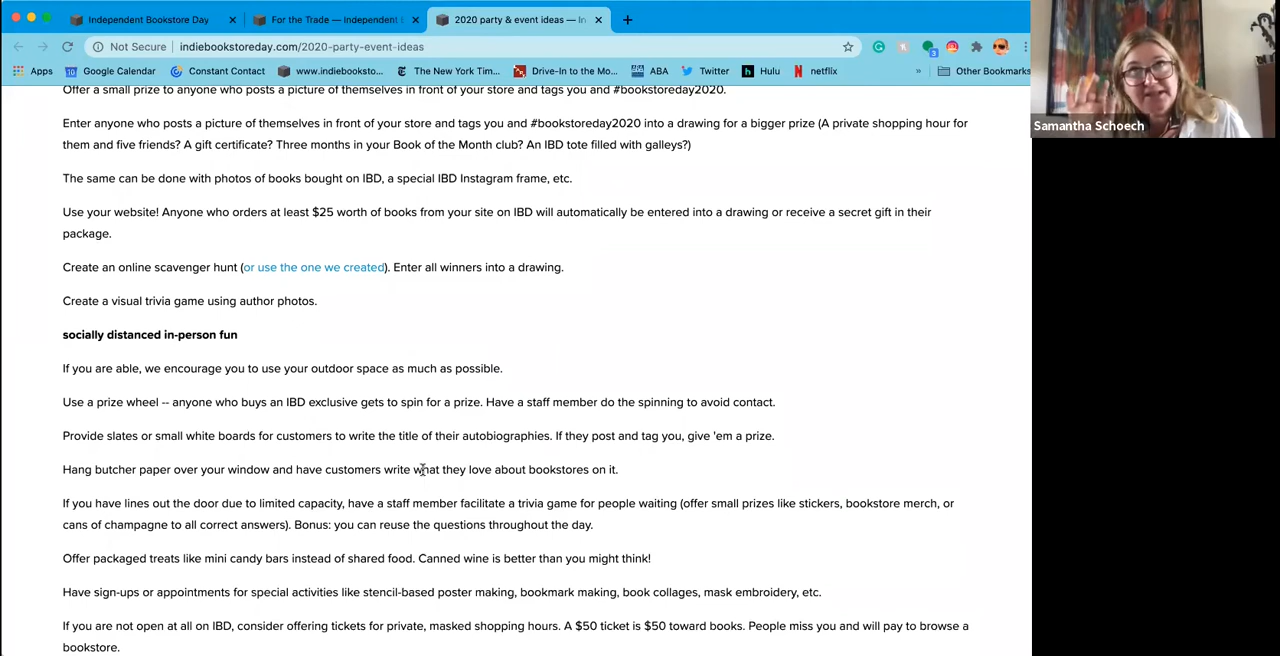 Independent Bookstore Day
For the Trade — Independent
2020 party & event ideas — In
Not Secure | indiebookstoreday.com/2020-party-event-ideas
3
Apps
10
Google Calendar
Constant Contact
www.indiebooksto...
The New York Tim...
Drive-In to the Mo...
ABA
Twitter
h
Hulu
N
netflix
»
Other Bookmarks
Samantha Schoech
Offer a small prize to anyone who posts a picture of themselves in front of your store and tags you and #bookstoreday2020.
Enter anyone who posts a picture of themselves in front of your store and tags you and #bookstoreday2020 into a drawing for a bigger prize (A private shopping hour for
them and five friends? A gift certificate? Three months in your Book of the Month club? An IBD tote filled with galleys?)
The same can be done with photos of books bought on IBD, a special IBD Instagram frame, etc.
Use your website! Anyone who orders at least $25 worth of books from your site on IBD will automatically be entered into a drawing or receive a secret gift in their
package.
Create an online scavenger hunt (or use the one we created). Enter all winners into a drawing.
Create a visual trivia game using author photos.
socially distanced in-person fun
If you are able, we encourage you to use your outdoor space as much as possible.
Use a prize wheel -- anyone who buys an IBD exclusive gets to spin for a prize. Have a staff member do the spinning to avoid contact.
Provide slates or small white boards for customers to write the title of their autobiographies. If they post and tag you, give 'em a prize.
Hang butcher paper over your window and have customers write what they love about bookstores on it.
If you have lines out the door due to limited capacity, have a staff member facilitate a trivia game for people waiting (offer small prizes like stickers, bookstore merch, or
cans of champagne to all correct answers). Bonus: you can reuse the questions throughout the day.
Offer packaged treats like mini candy bars instead of shared food. Canned wine is better than you might think!
Have sign-ups or appointments for special activities like stencil-based poster making, bookmark making, book collages, mask embroidery, etc.
If you are not open at all on IBD, consider offering tickets for private, masked shopping hours. A $50 ticket is $50 toward books. People miss you and will pay to browse a
bookstore.